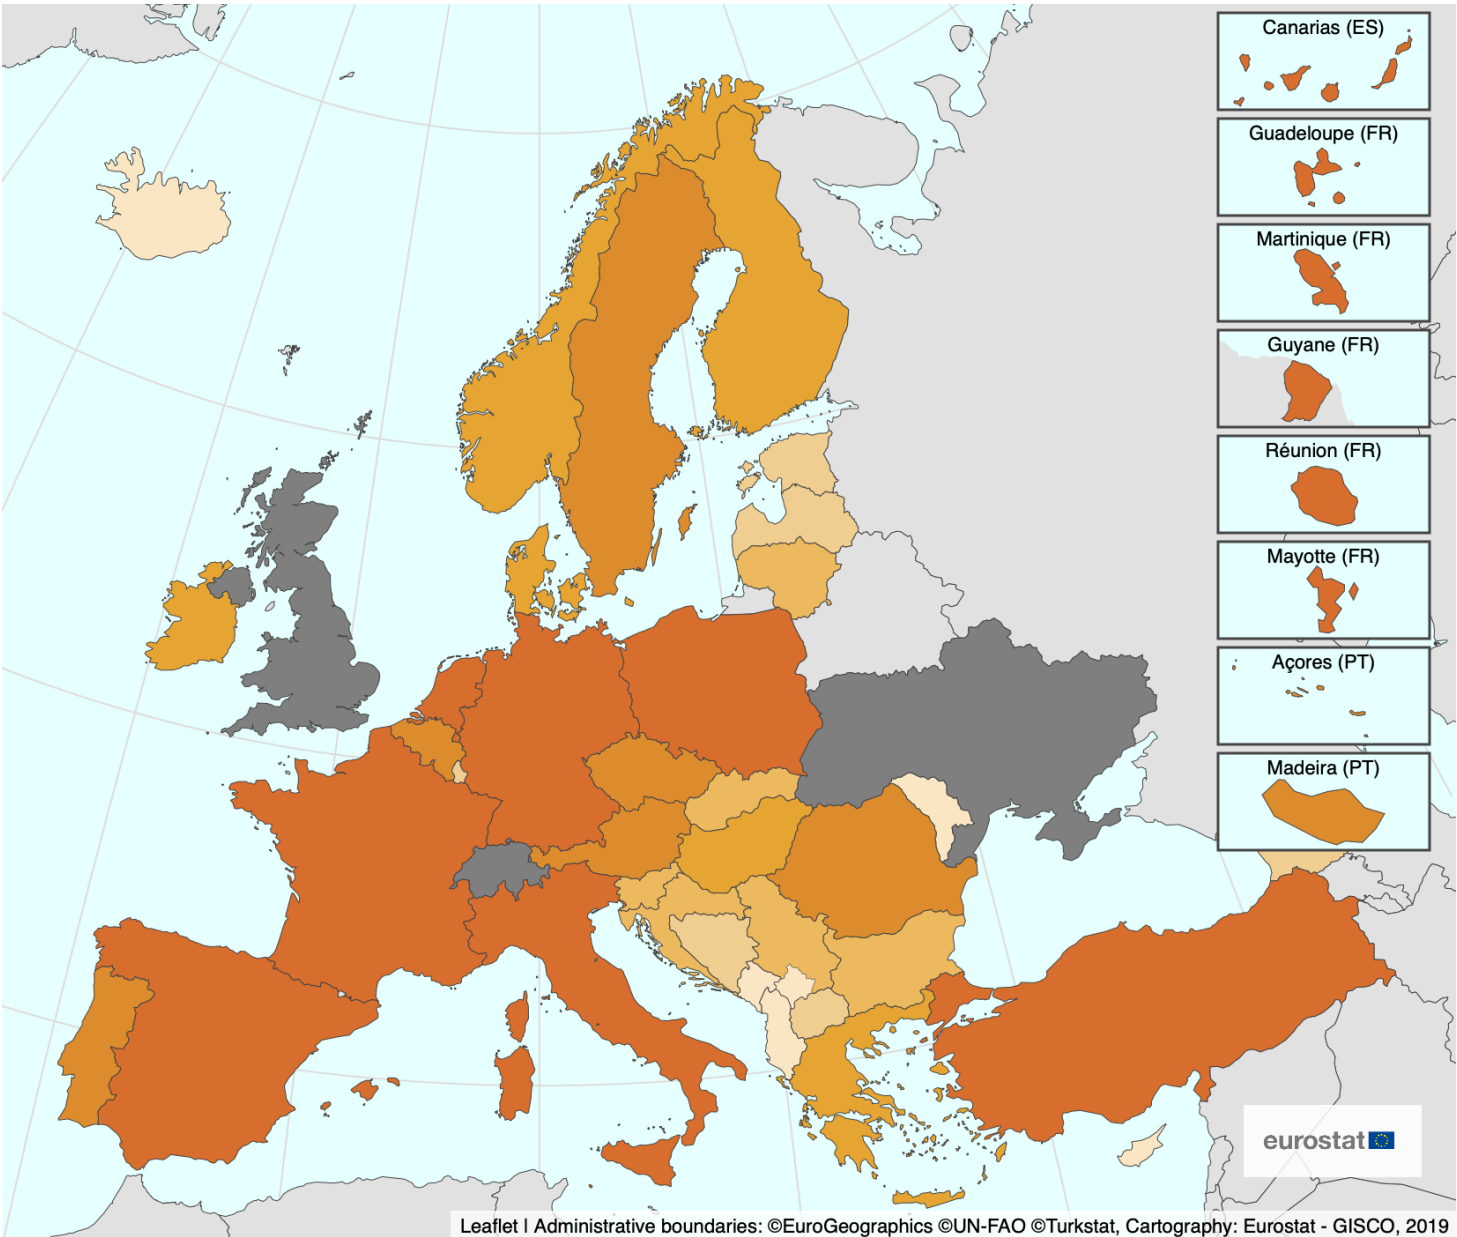 Canarias (ES)
Guadeloupe (FR)
Martinique (FR)
Guyane (FR)
Réunion (FR)
Mayotte (FR)
Açores (PT)
Madeira (PT)
eurostat
Leaflet | Administrative boundaries: ©EuroGeographics ©UN-FAO ©Turkstat, Cartography: Eurostat - GISCO, 2019